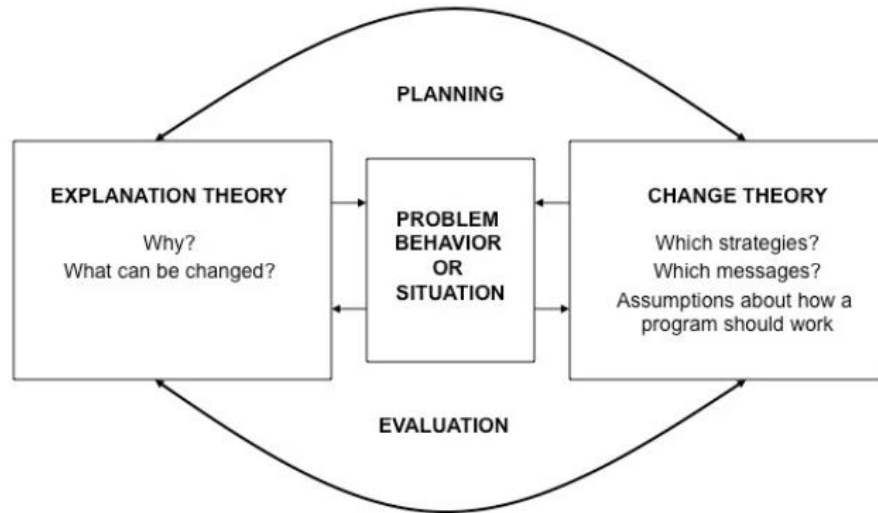 PLANNING
EXPLANATION THEORY
Why?
What can be changed?
PROBLEM
BEHAVIOR
OR
SITUATION
CHANGE THEORY
Which strategies?
Which messages?
Assumptions about how a
program should work
EVALUATION